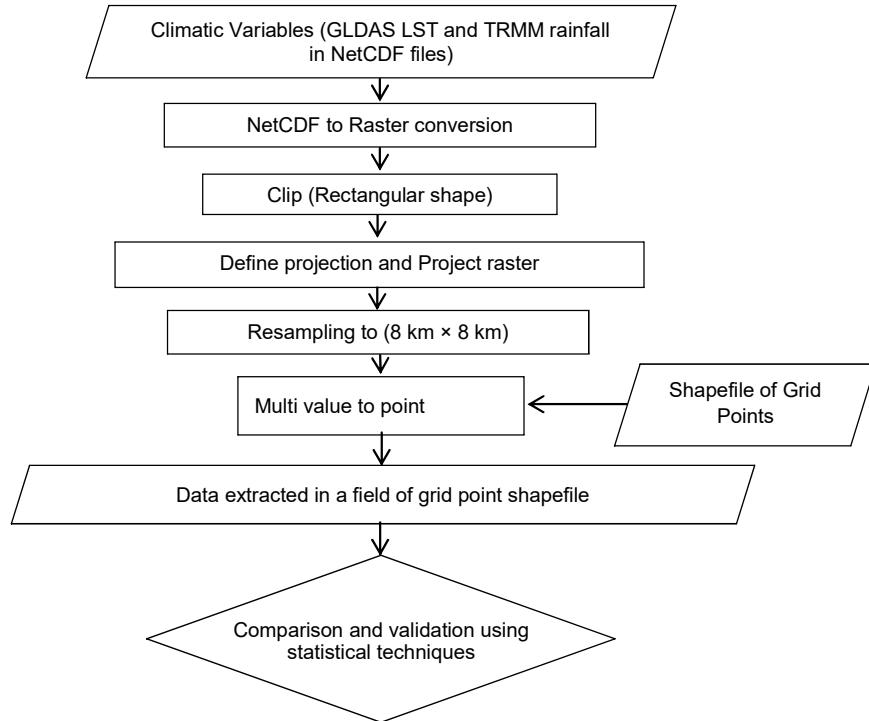 Climatic Variables (GLDAS LST and TRMM rainfall
in NetCDF files)
NetCDF to Raster conversion
Clip (Rectangular shape)
Define projection and Project raster
Resampling to (8 km × 8 km)
Multi value to point
Shapefile of Grid
Points
Data extracted in a field of grid point shapefile
Comparison and validation using
statistical techniques